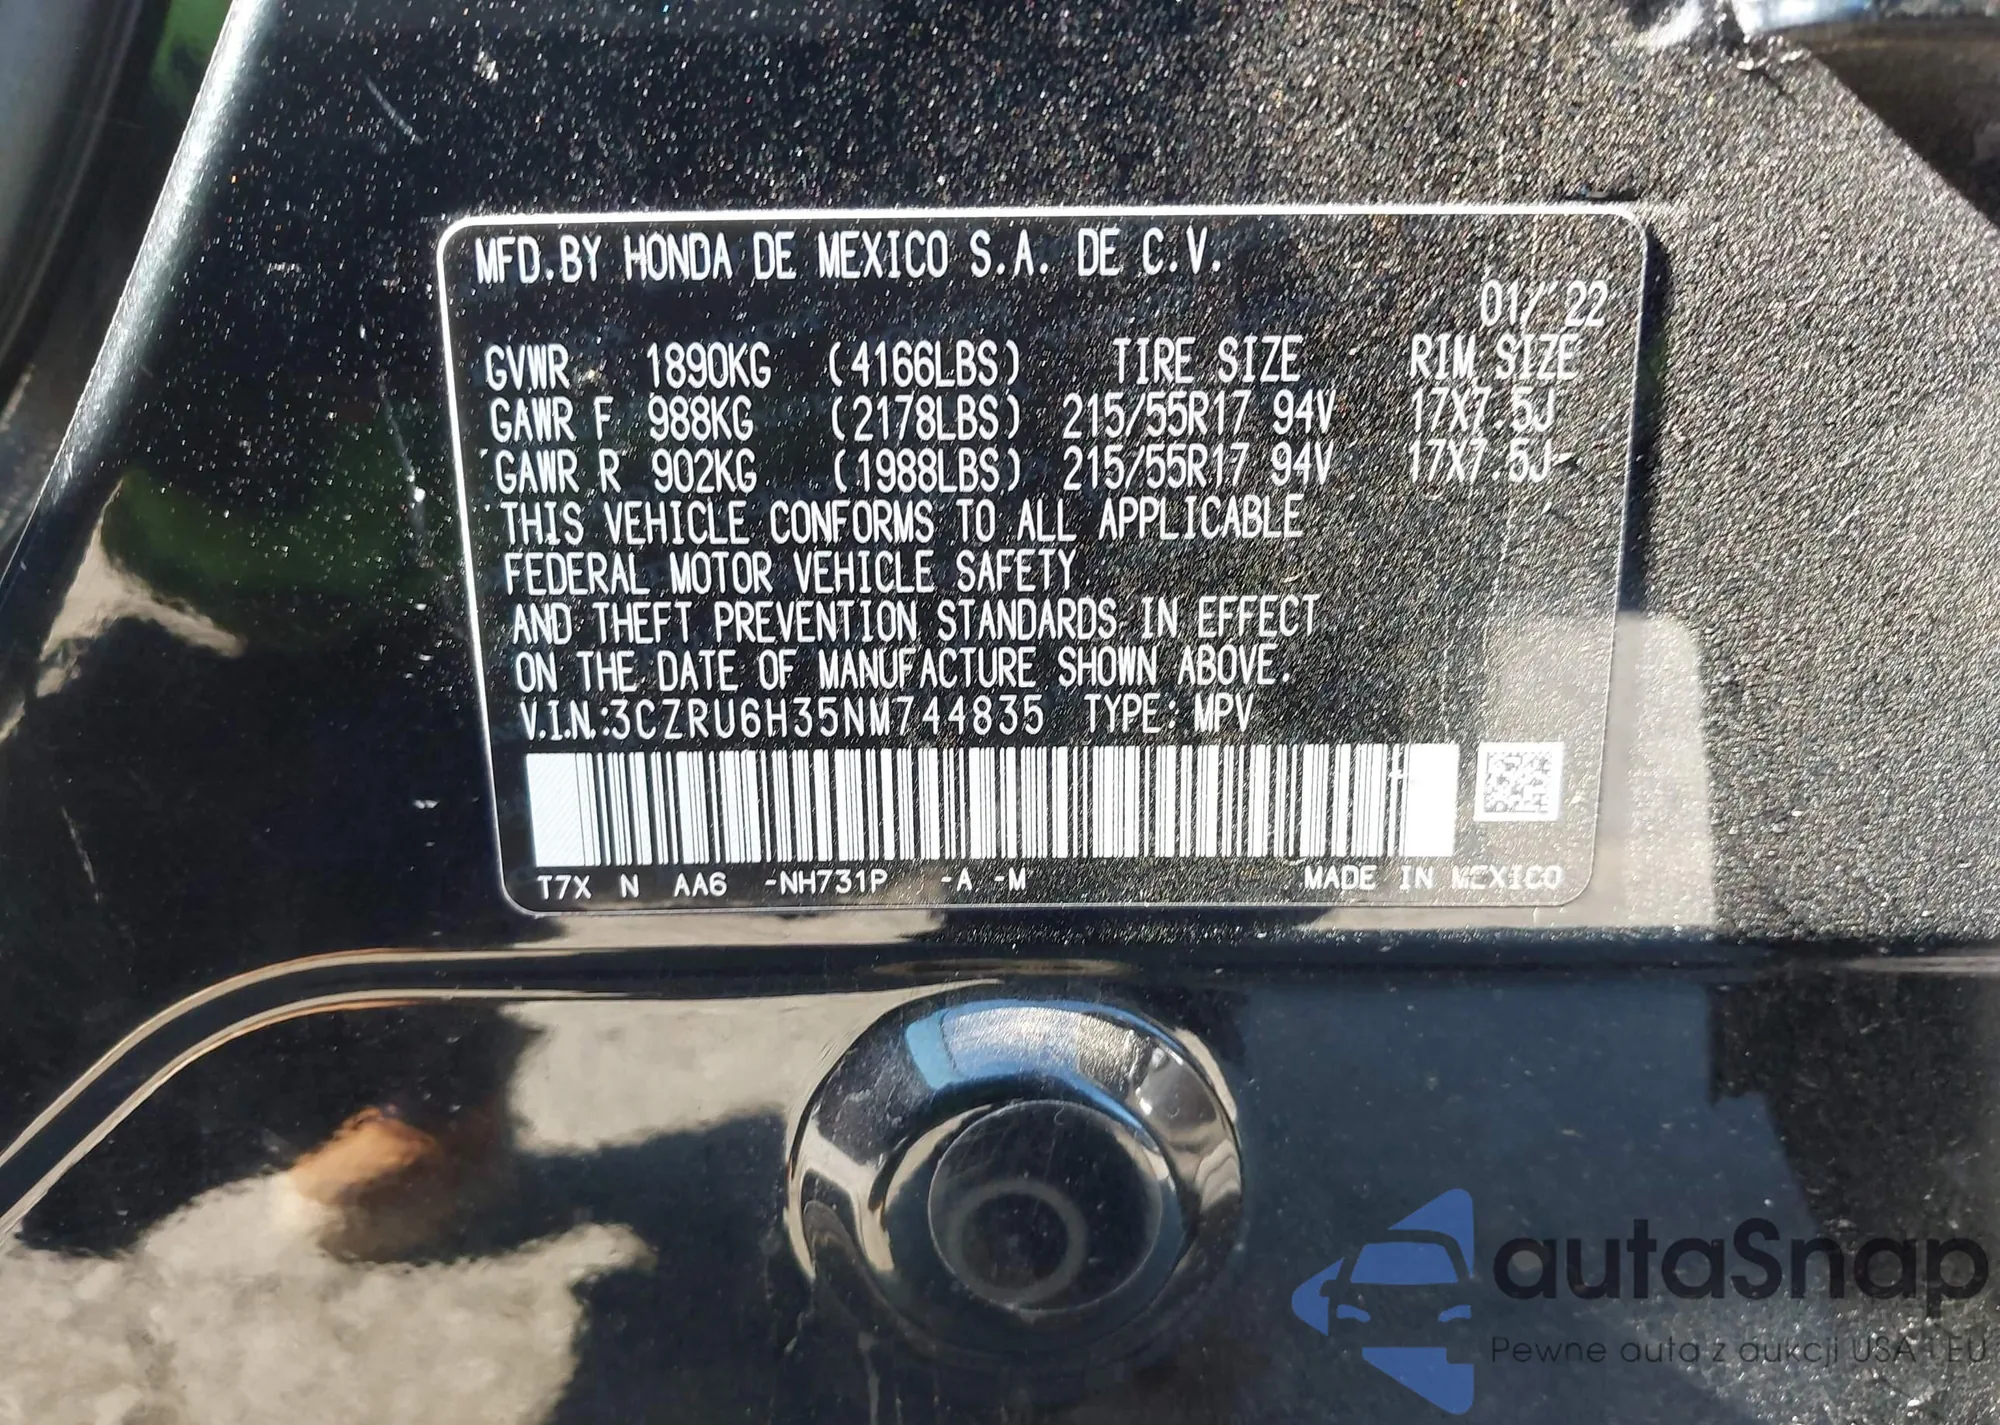 MFD.BY HONDA DE MEXICO S.A. DE C.V.
01/ 22
GVWR 1890KG (4166LBS) TIRE SIZE RIM SIZE
GAWR F 988KG (2178LBS) 215/55R17 94V 17X7.5J
GAWR R 902KG (1988LBS) 215/55R17 94V 17X7.5J
THIS VEHICLE CONFORMS TO ALL APPLICABLE
FEDERAL MOTOR VEHICLE SAFETY
AND THEFT PREVENTION STANDARDS IN EFFECT
ON THE DATE OF MANUFACTURE SHOWN ABOVE.
V.I.N.:3CZRU6H35NM744835 TYPE: MPV
T7X N AA6 -NH731P -A -M MADE IN MEXICO
autaSnap
Pewne auta z aukcji USA i EU